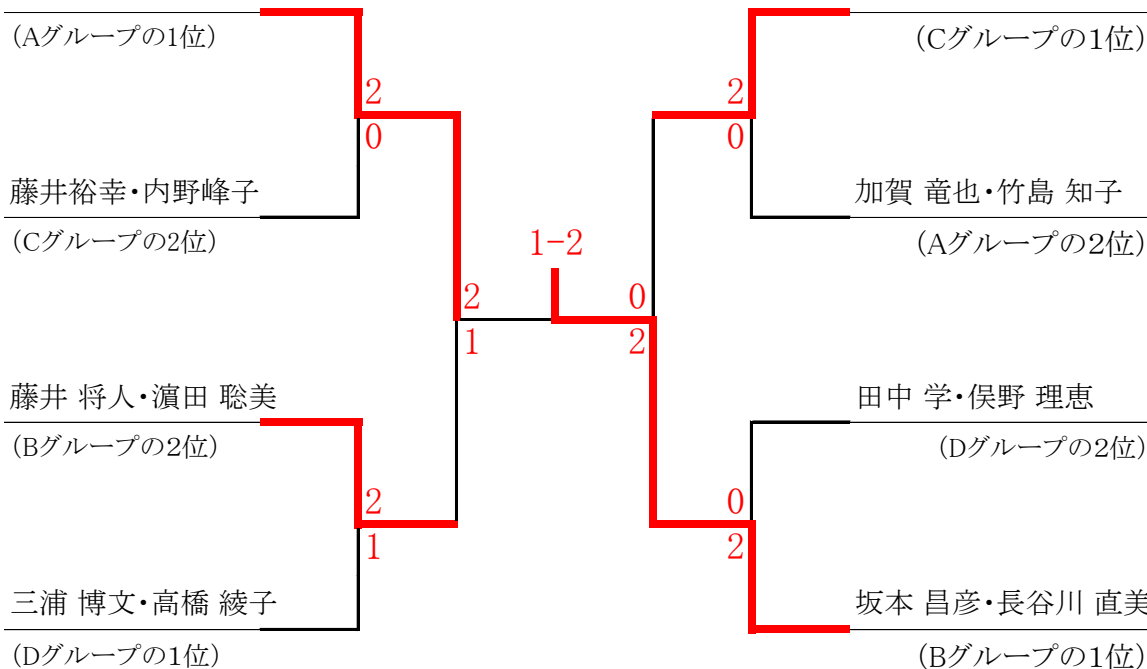 (Aグループの1位)
2
0
藤井裕幸・内野峰子
(Cグループの2位)
2
1
藤井 将人・濵田 聡美
(Bグループの2位)
2
1
三浦 博文・高橋 綾子
(Dグループの1位)
1-2
(Cグループの1位)
2
0
加賀 竜也・竹島 知子
(Aグループの2位)
0
2
田中 学・俣野 理恵
(Dグループの2位)
0
2
坂本 昌彦・長谷川 直美
(Bグループの1位)